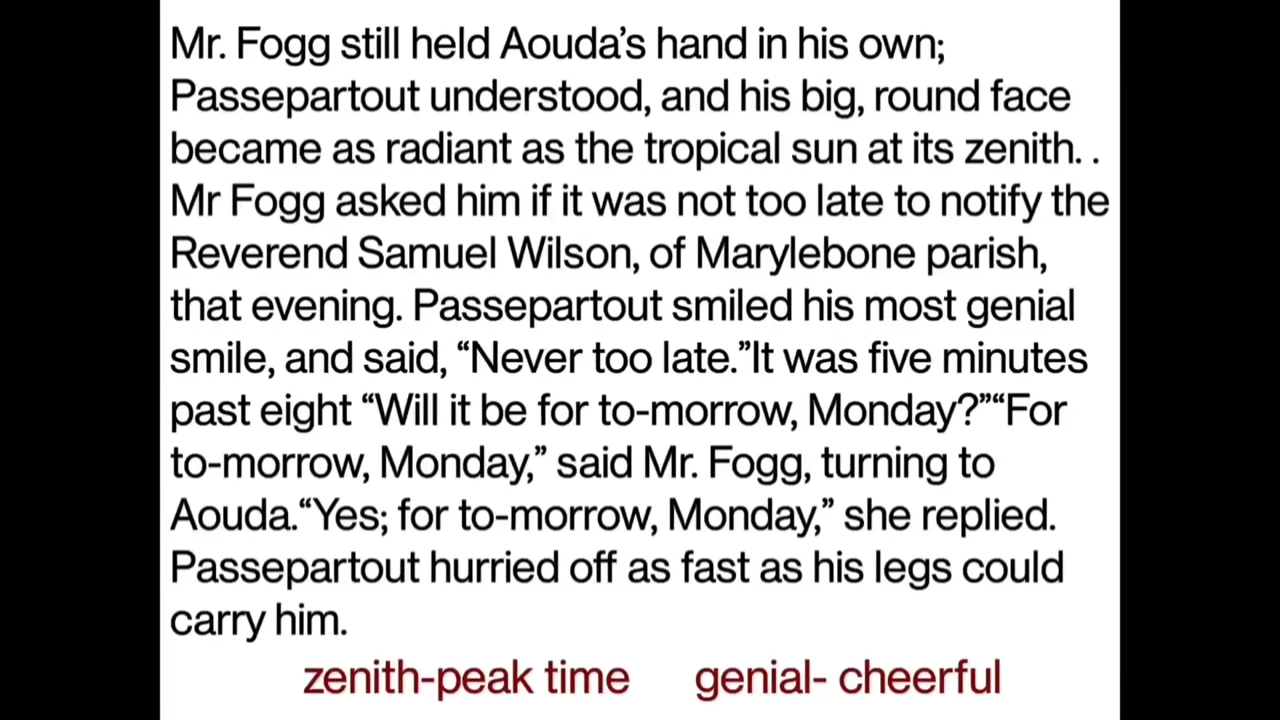 Mr. Fogg still held Aouda’s hand in his own;
Passepartout understood, and his big, round face
became as radiant as the tropical sun at its zenith. .
Mr Fogg asked him if it was not too late to notify the
Reverend Samuel Wilson, of Marylebone parish,
that evening. Passepartout smiled his most genial
smile, and said, “Never too late.”It was five minutes
past eight “Will it be for to-morrow, Monday?”“For
to-morrow, Monday,” said Mr. Fogg, turning to
Aouda.“Yes; for to-morrow, Monday,” she replied.
Passepartout hurried off as fast as his legs could
carry him.
zenith-peak time genial- cheerful